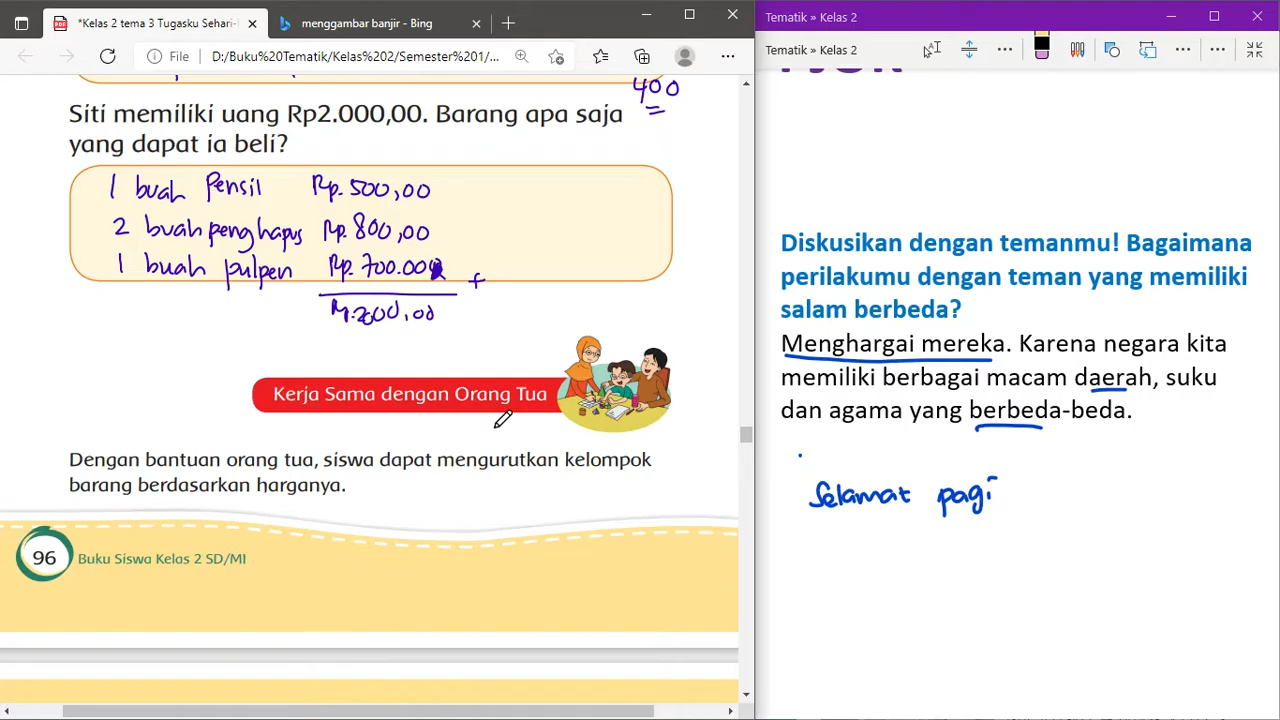 *Kelas 2 tema 3 Tugasku Sehari-
menggambar banjir - Bing
File
D:/Buku%20Tematik/Kelas%202/Semester%201/...
400
Siti memiliki uang Rp2.000,00. Barang apa saja
yang dapat ia beli?
1 buah Pensil Rp.500,00
2 buah penghapus Rp.800,00
1 buah pulpen Rp.700.00
+
Rp.2000,00
Kerja Sama dengan Orang Tua
Dengan bantuan orang tua, siswa dapat mengurutkan kelompok
barang berdasarkan harganya.
96
Buku Siswa Kelas 2 SD/MI
Tematik » Kelas 2
Tematik » Kelas 2
Diskusikan dengan temanmu! Bagaimana
perilakumu dengan teman yang memiliki
salam berbeda?
Menghargai mereka. Karena negara kita
memiliki berbagai macam daerah, suku
dan agama yang berbeda-beda.
Selamat pagi